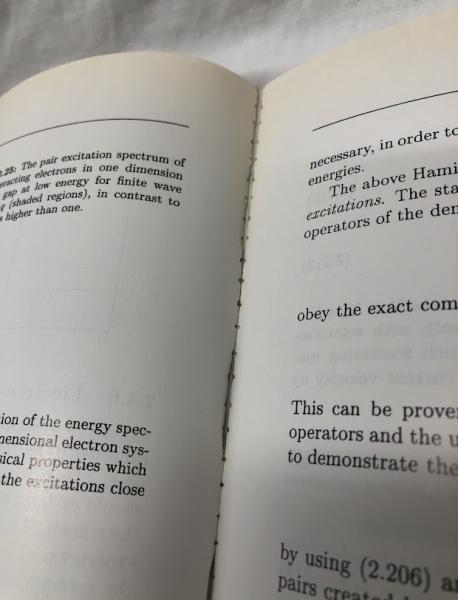 .25: The pair excitation spectrum of
eracting electrons in one dimension
gap at low energy for finite wave
(shaded regions), in contrast to
s higher than one.
ion of the energy spec-
nensional electron sys-
sical properties which
the excitations close
necessary, in order to
energies.
The above Hami
excitations. The sta
operators of the den
obey the exact com
This can be prove
operators and the u
to demonstrate the
by using (2.206) a
pairs created